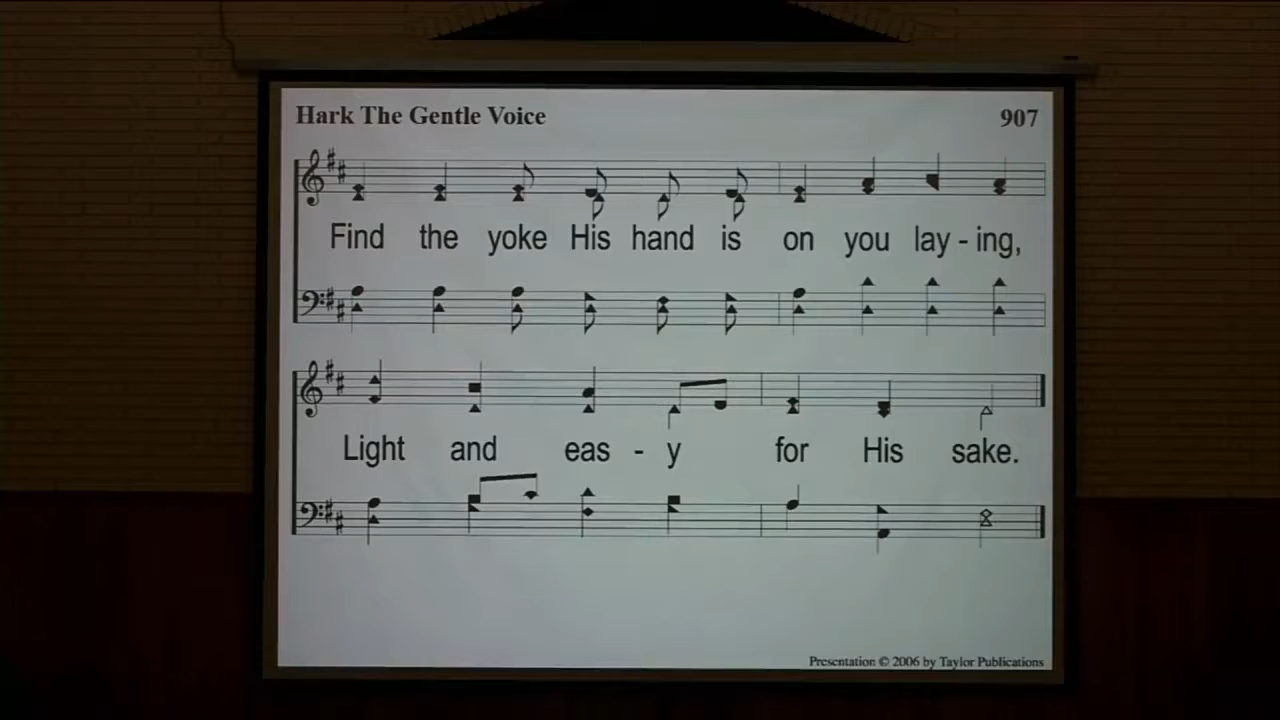 Hark The Gentle Voice 907
Find the yoke His hand is on you lay - ing,
Light and eas - y for His sake.
Presentation © 2006 by Taylor Publications